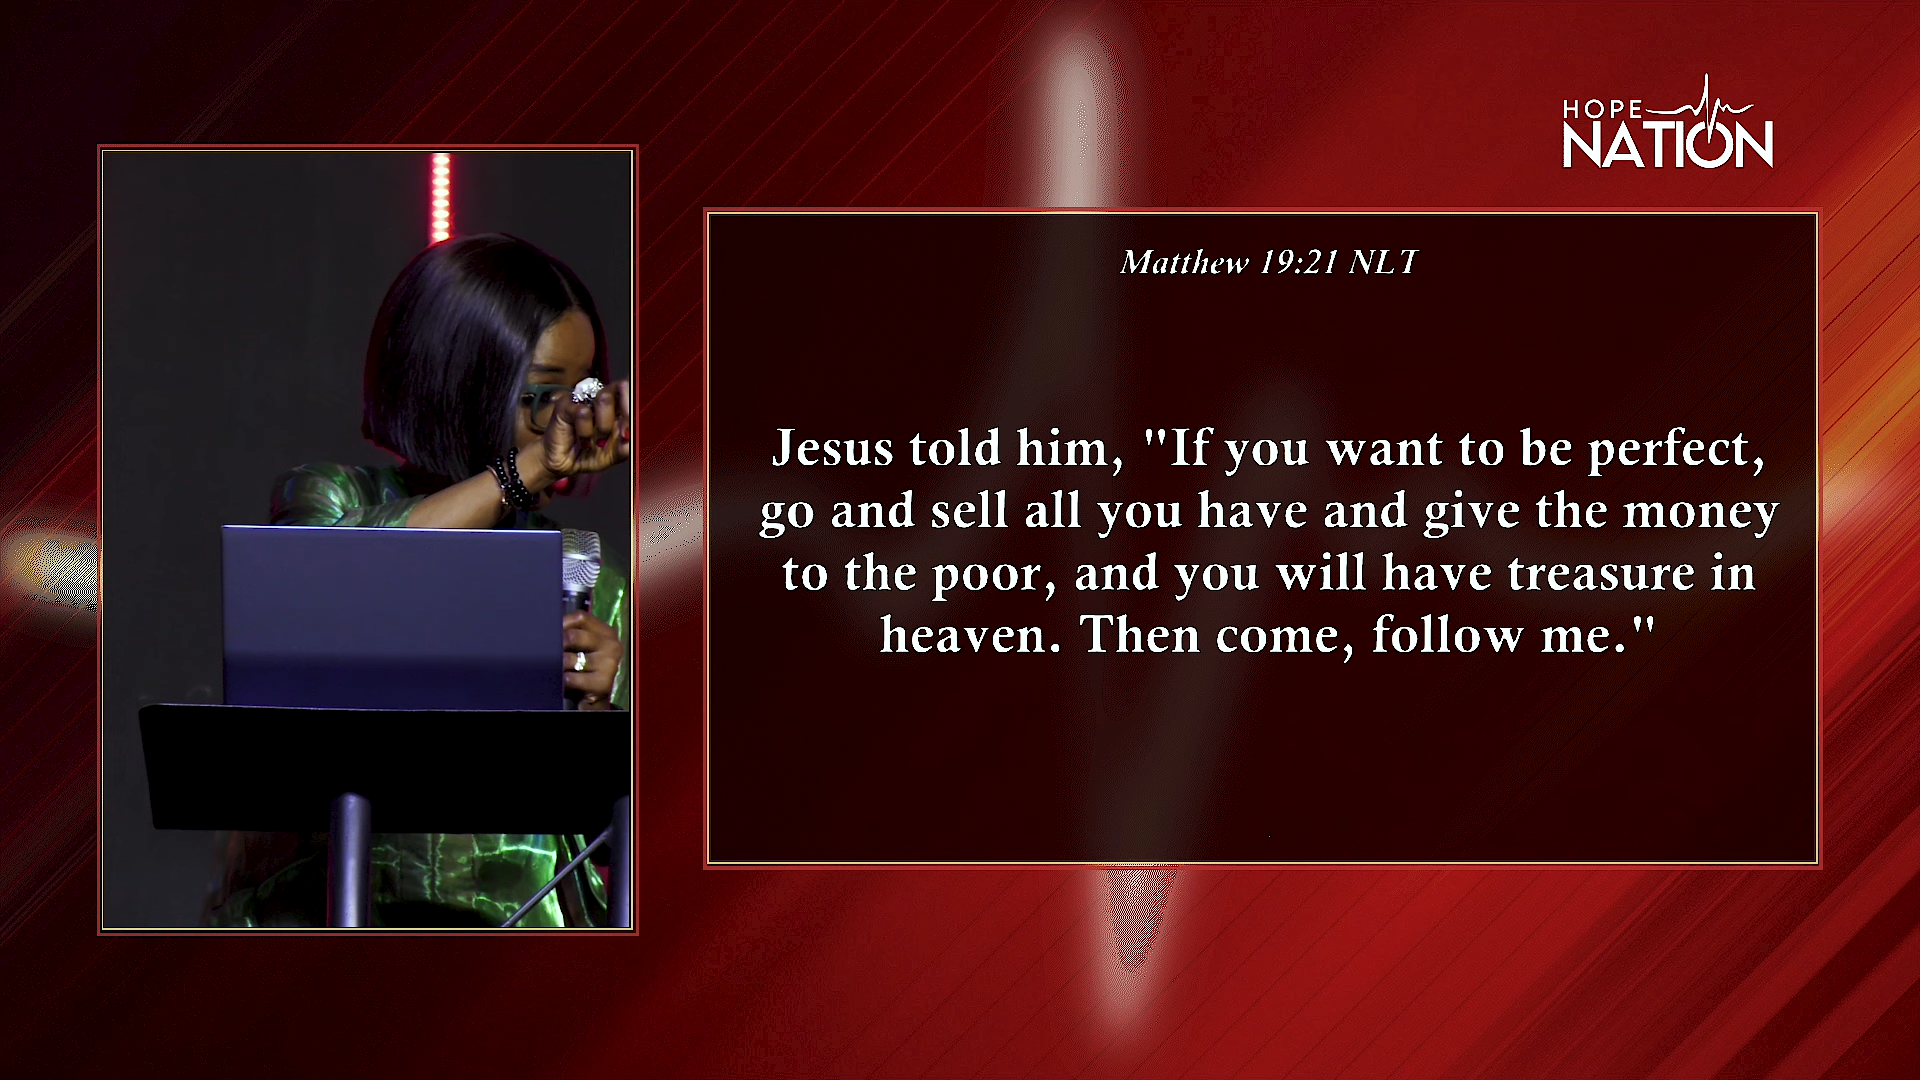 HOPE
NATION
Matthew 19:21 NLT
Jesus told him, "If you want to be perfect,
go and sell all you have and give the money
to the poor, and you will have treasure in
heaven. Then come, follow me."